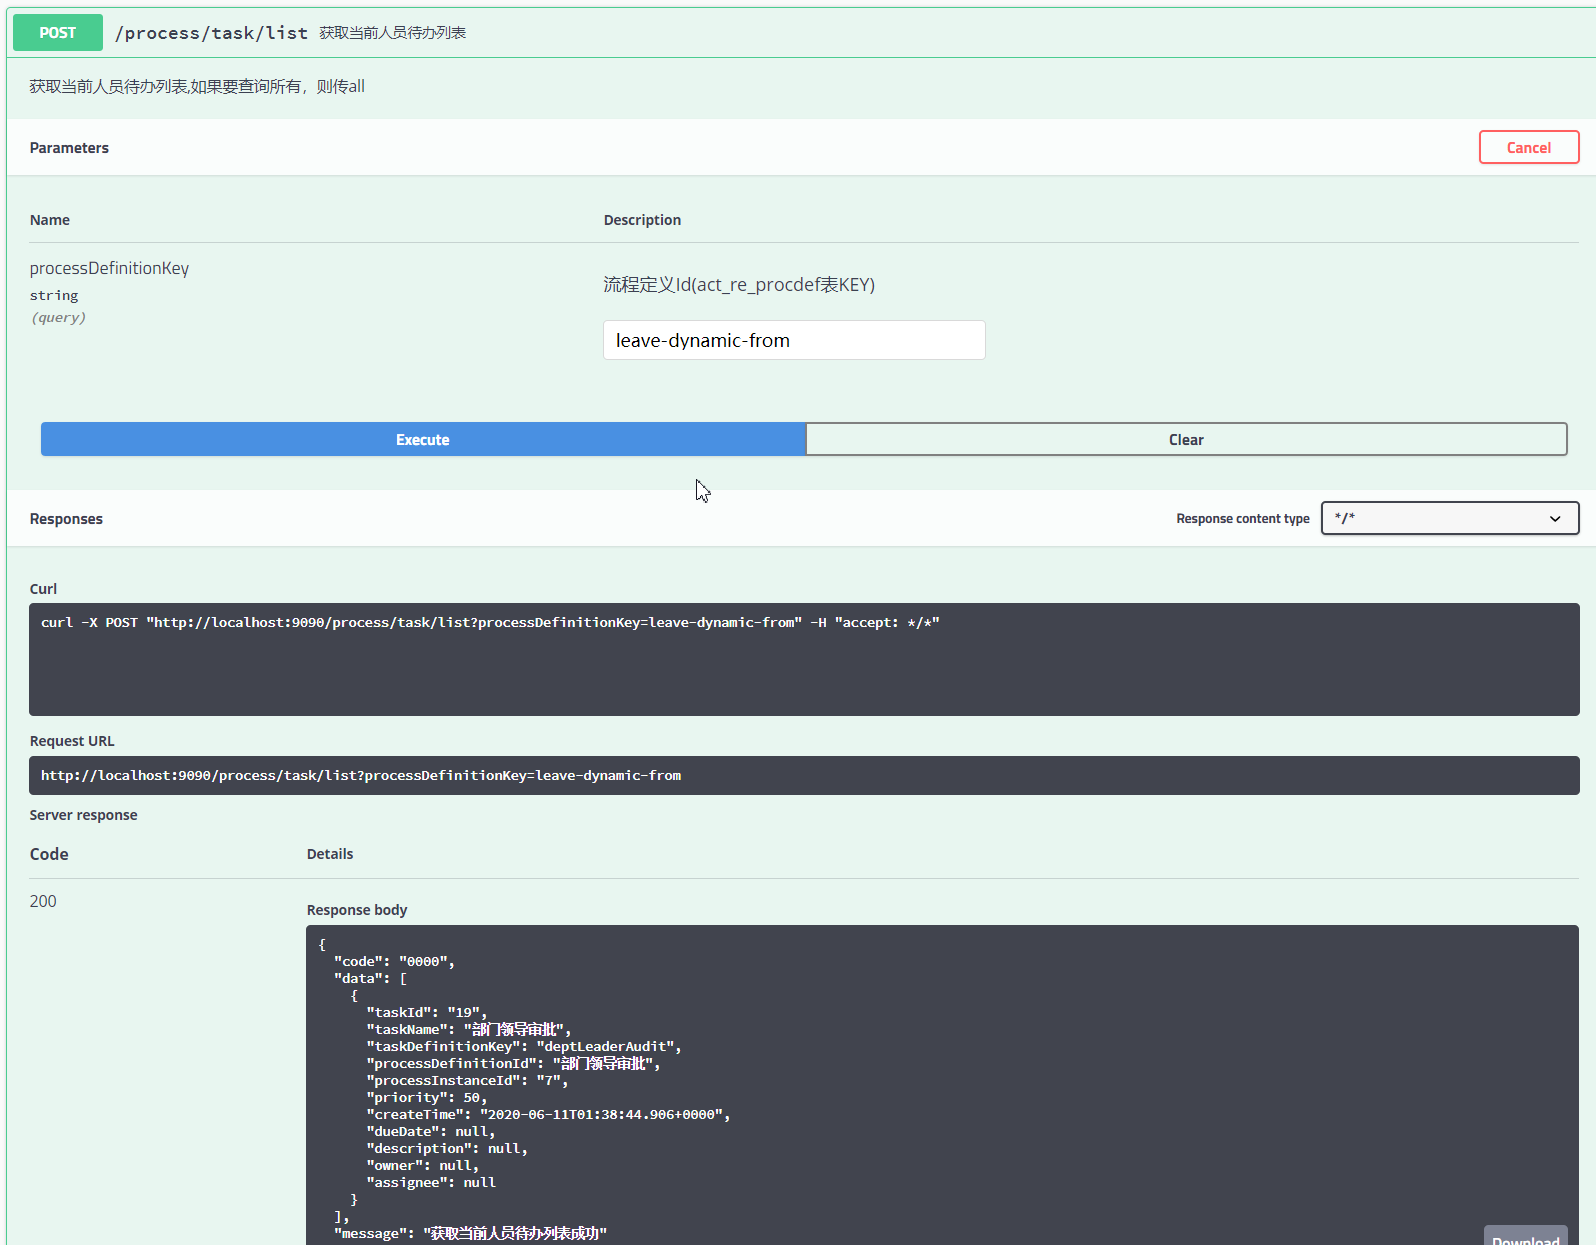 POST /process/task/list 获取当前人员待办列表
获取当前人员待办列表,如果要查询所有，则传all
Parameters
Cancel
Name Description
processDefinitionKey
string
(query)
流程定义Id(act_re_procdef表KEY)
leave-dynamic-from
Execute Clear
Responses Response content type */*
Curl
curl -X POST "http://localhost:9090/process/task/list?processDefinitionKey=leave-dynamic-from" -H "accept: */*"
Request URL
http://localhost:9090/process/task/list?processDefinitionKey=leave-dynamic-from
Server response
Code Details
200
Response body
{
  "code": "0000",
  "data": [
    {
      "taskId": "19",
      "taskName": "部门领导审批",
      "taskDefinitionKey": "deptLeaderAudit",
      "processDefinitionId": "部门领导审批",
      "processInstanceId": "7",
      "priority": 50,
      "createTime": "2020-06-11T01:38:44.906+0000",
      "dueDate": null,
      "description": null,
      "owner": null,
      "assignee": null
    }
  ],
  "message": "获取当前人员待办列表成功"
Download